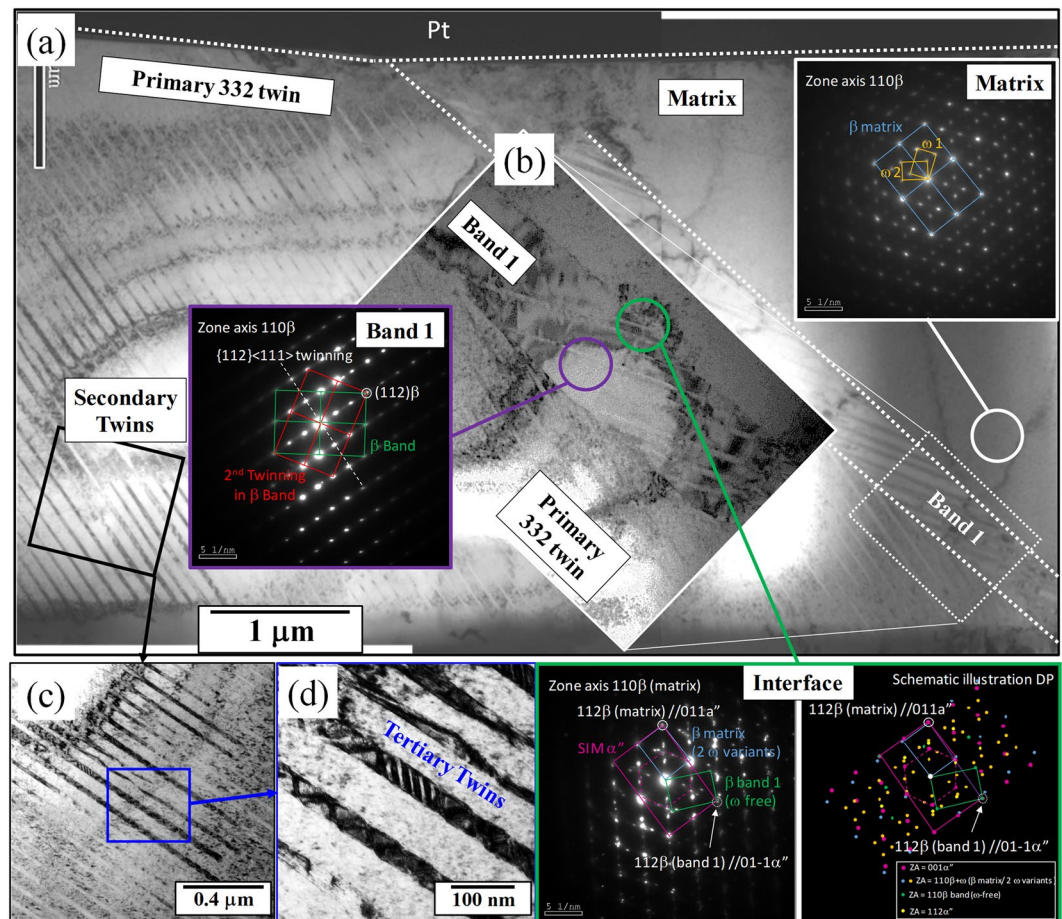 (a)
Pt
μm
Primary 332 twin
Matrix
Zone axis 110β
Matrix
β matrix
ω 1
ω 2
5 1/nm
(b)
Band 1
Zone axis 110β
Band 1
{112}<111> twinning
(112)β
β Band
2nd Twinning
in β Band
5 1/nm
Secondary
Twins
Primary
332 twin
Band 1
1 μm
(c)
0.4 μm
(d)
Tertiary Twins
100 nm
Interface
Zone axis 110β (matrix)
112β (matrix) //011α”
SIM α”
β matrix
(2 ω variants)
β band 1
(ω free)
112β (band 1) //01-1α”
5 1/nm
Schematic illustration DP
112β (matrix) //011α”
112β (band 1) //01-1α”
ZA = 001α”
ZA = 110β+ω (β matrix/ 2 ω variants)
ZA = 110β band (ω-free)
ZA = 112α”